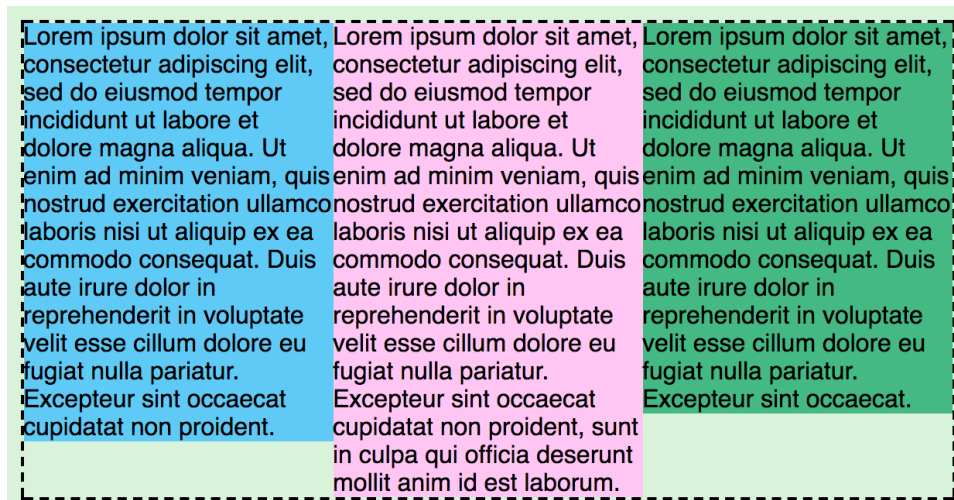 Lorem ipsum dolor sit amet,
consectetur adipiscing elit,
sed do eiusmod tempor
incididunt ut labore et
dolore magna aliqua. Ut
enim ad minim veniam, quis
nostrud exercitation ullamco
laboris nisi ut aliquip ex ea
commodo consequat. Duis
aute irure dolor in
reprehenderit in voluptate
velit esse cillum dolore eu
fugiat nulla pariatur.
Excepteur sint occaecat
cupidatat non proident.
Lorem ipsum dolor sit amet,
consectetur adipiscing elit,
sed do eiusmod tempor
incididunt ut labore et
dolore magna aliqua. Ut
enim ad minim veniam, quis
nostrud exercitation ullamco
laboris nisi ut aliquip ex ea
commodo consequat. Duis
aute irure dolor in
reprehenderit in voluptate
velit esse cillum dolore eu
fugiat nulla pariatur.
Excepteur sint occaecat
cupidatat non proident, sunt
in culpa qui officia deserunt
mollit anim id est laborum.
Lorem ipsum dolor sit amet,
consectetur adipiscing elit,
sed do eiusmod tempor
incididunt ut labore et
dolore magna aliqua. Ut
enim ad minim veniam, quis
nostrud exercitation ullamco
laboris nisi ut aliquip ex ea
commodo consequat. Duis
aute irure dolor in
reprehenderit in voluptate
velit esse cillum dolore eu
fugiat nulla pariatur.
Excepteur sint occaecat.